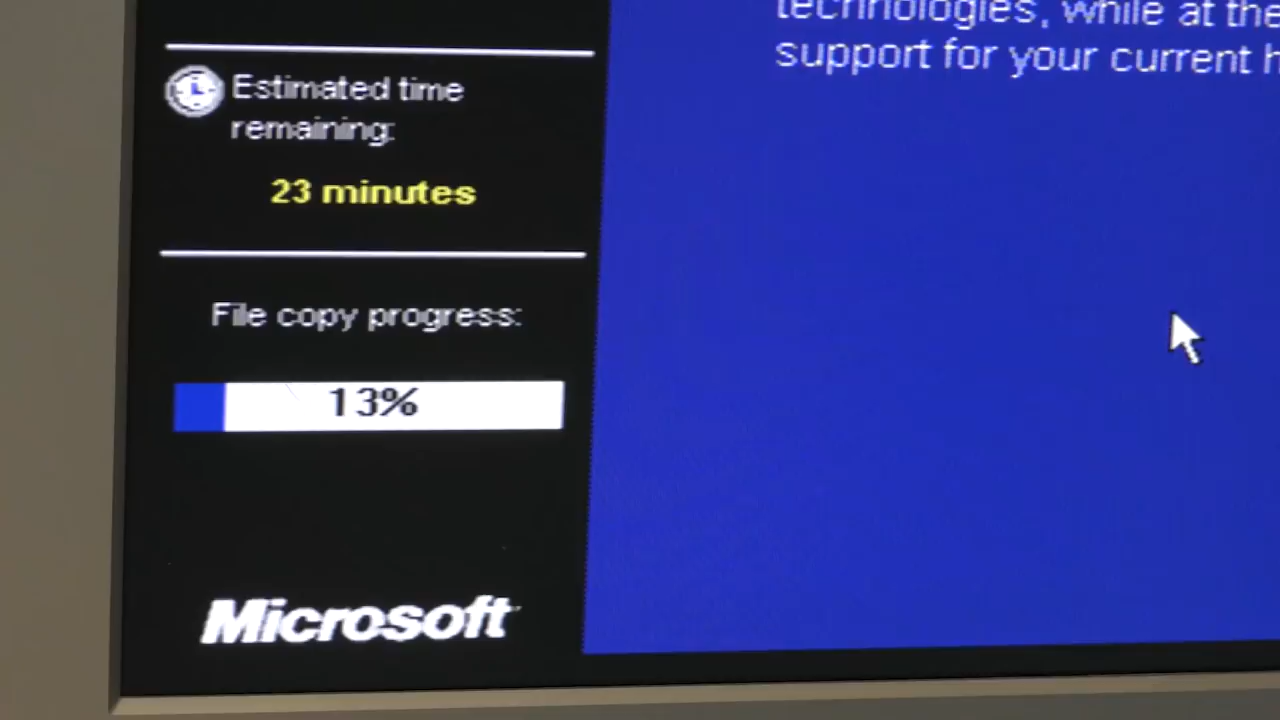 Estimated time
remaining:
23 minutes
File copy progress:
13%
Microsoft
technologies, while at the
support for your current